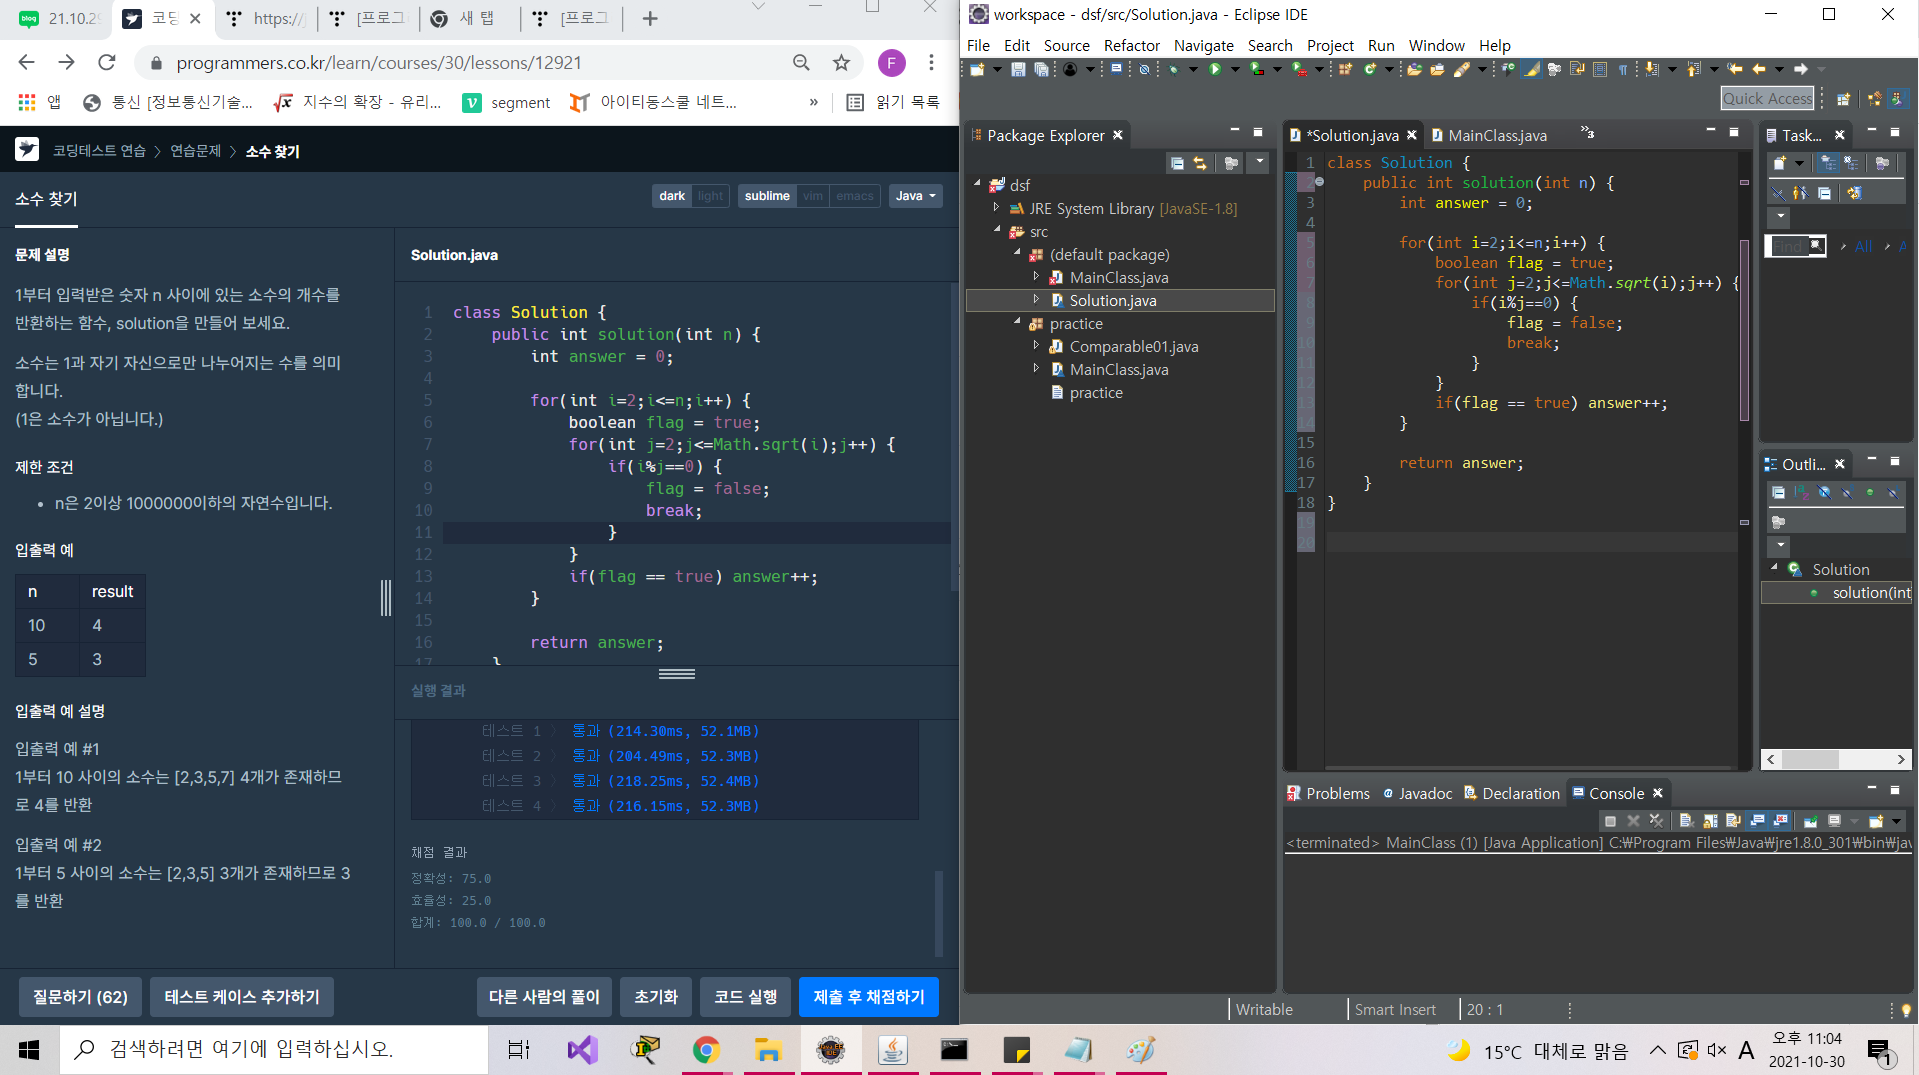 21.10.2
코딩
https://j
[프로그
새 탭
[프로그
programmers.co.kr/learn/courses/30/lessons/12921
F
앱
통신 [정보통신기술...
지수의 확장 - 유리...
segment
아이티동스쿨 네트...
»
읽기 목록
코딩테스트 연습 > 연습문제 > 소수 찾기
소수 찾기
dark light
sublime vim emacs
Java
문제 설명
1부터 입력받은 숫자 n 사이에 있는 소수의 개수를
반환하는 함수, solution을 만들어 보세요.
소수는 1과 자기 자신으로만 나누어지는 수를 의미
합니다.
(1은 소수가 아닙니다.)
제한 조건
• n은 2이상 1000000이하의 자연수입니다.
입출력 예
n result
10 4
5 3
입출력 예 설명
입출력 예 #1
1부터 10 사이의 소수는 [2,3,5,7] 4개가 존재하므
로 4를 반환
입출력 예 #2
1부터 5 사이의 소수는 [2,3,5] 3개가 존재하므로 3
를 반환
Solution.java
1 class Solution {
2 public int solution(int n) {
3 int answer = 0;
4
5 for(int i=2;i<=n;i++) {
6 boolean flag = true;
7 for(int j=2;j<=Math.sqrt(i);j++) {
8 if(i%j==0) {
9 flag = false;
10 break;
11 }
12 }
13 if(flag == true) answer++;
14 }
15
16 return answer;
17 }
실행 결과
테스트 1 〉 통과 (214.30ms, 52.1MB)
테스트 2 〉 통과 (204.49ms, 52.3MB)
테스트 3 〉 통과 (218.25ms, 52.4MB)
테스트 4 〉 통과 (216.15ms, 52.3MB)
채점 결과
정확성: 75.0
효율성: 25.0
합계: 100.0 / 100.0
질문하기 (62)
테스트 케이스 추가하기
다른 사람의 풀이
초기화
코드 실행
제출 후 채점하기
workspace - dsf/src/Solution.java - Eclipse IDE
File Edit Source Refactor Navigate Search Project Run Window Help
Quick Access
Package Explorer
dsf
JRE System Library [JavaSE-1.8]
src
(default package)
MainClass.java
Solution.java
practice
Comparable01.java
MainClass.java
practice
*Solution.java
MainClass.java
»3
1 class Solution {
2 public int solution(int n) {
3 int answer = 0;
4
5 for(int i=2;i<=n;i++) {
6 boolean flag = true;
7 for(int j=2;j<=Math.sqrt(i);j++) {
8 if(i%j==0) {
9 flag = false;
10 break;
11 }
12 }
13 if(flag == true) answer++;
14 }
15
16 return answer;
17 }
18 }
19
20
Task...
Find
All
A
Outli...
Solution
solution(int
Problems
@ Javadoc
Declaration
Console
<terminated> MainClass (1) [Java Application] C:₩Program Files₩Java₩jre1.8.0_301₩bin₩jav
Writable
Smart Insert
20 : 1
검색하려면 여기에 입력하십시오.
15°C 대체로 맑음
A
오후 11:04
2021-10-30
1